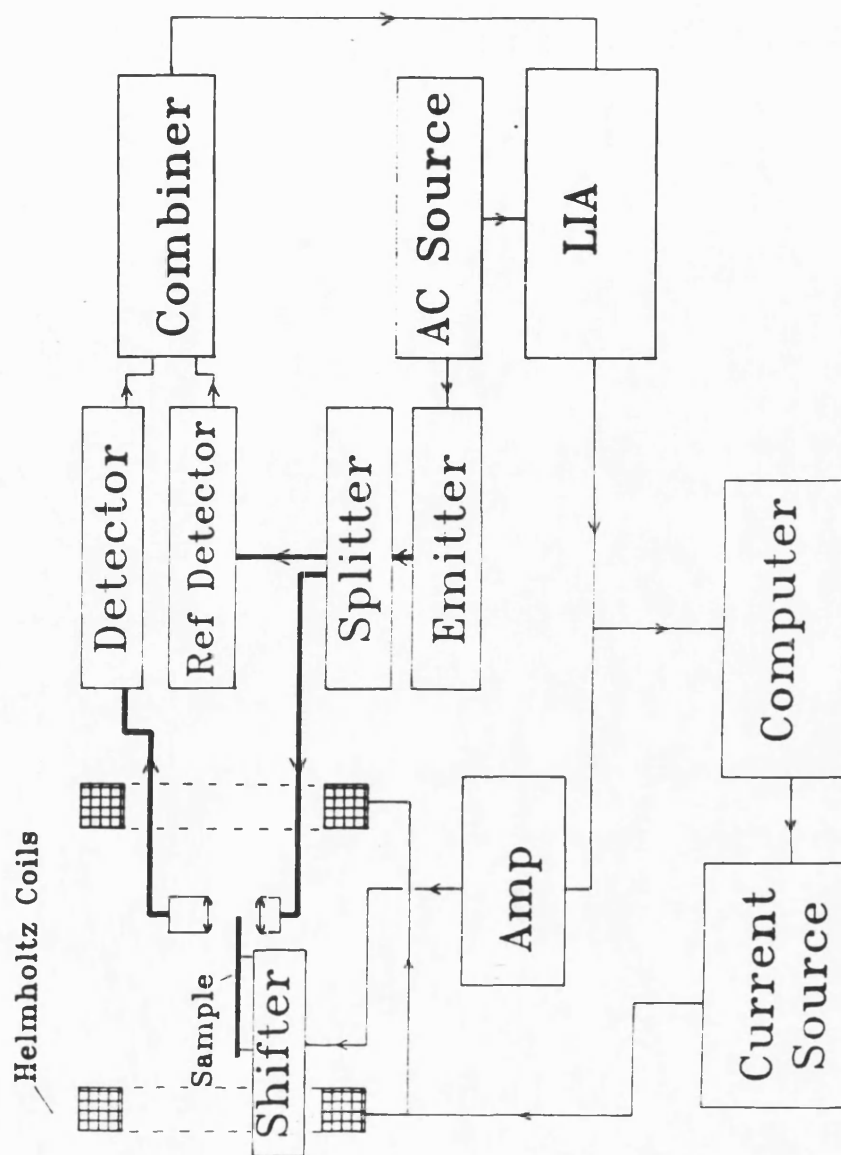 Helmholtz Coils
Sample
Shifter
Detector
Ref Detector
Combiner
Splitter
Emitter
AC Source
LIA
Amp
Computer
Current
Source